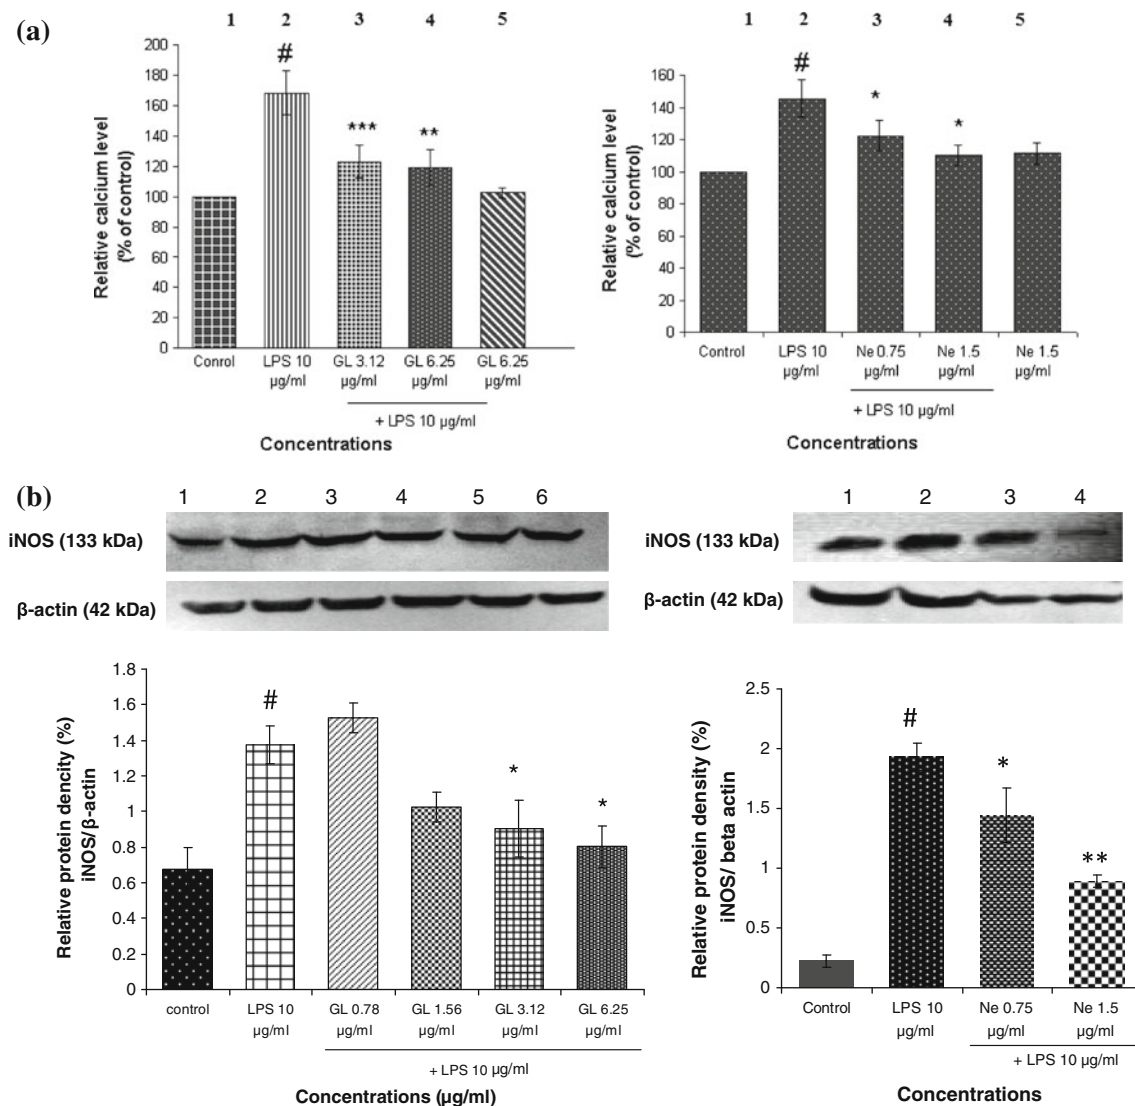 (a)
1 2 3 4 5
Relative calcium level
(% of control)
200
180
160
140
120
100
80
60
40
20
0
#
***
**
Conrol
LPS 10
µg/ml
GL 3.12
µg/ml
GL 6.25
µg/ml
GL 6.25
µg/ml
+ LPS 10 µg/ml
Concentrations
1 2 3 4 5
Relative calcium level
(% of control)
160
140
120
100
80
60
40
20
0
#
*
*
Control
LPS 10
µg/ml
Ne 0.75
µg/ml
Ne 1.5
µg/ml
Ne 1.5
µg/ml
+ LPS 10 µg/ml
Concentrations
(b)
1 2 3 4 5 6
iNOS (133 kDa)
β-actin (42 kDa)
1 2 3 4
iNOS (133 kDa)
β-actin (42 kDa)
Relative protein dencity (%)
iNOS/β-actin
1.8
1.6
1.4
1.2
1
0.8
0.6
0.4
0.2
0
#
*
*
control
LPS 10
µg/ml
GL 0.78
µg/ml
GL 1.56
µg/ml
GL 3.12
µg/ml
GL 6.25
µg/ml
+ LPS 10 µg/ml
Concentrations (µg/ml)
Relative protein density (%)
iNOS/ beta actin
2.5
2
1.5
1
0.5
0
#
*
**
Control
LPS 10
µg/ml
Ne 0.75
µg/ml
Ne 1.5
µg/ml
+ LPS 10 µg/ml
Concentrations